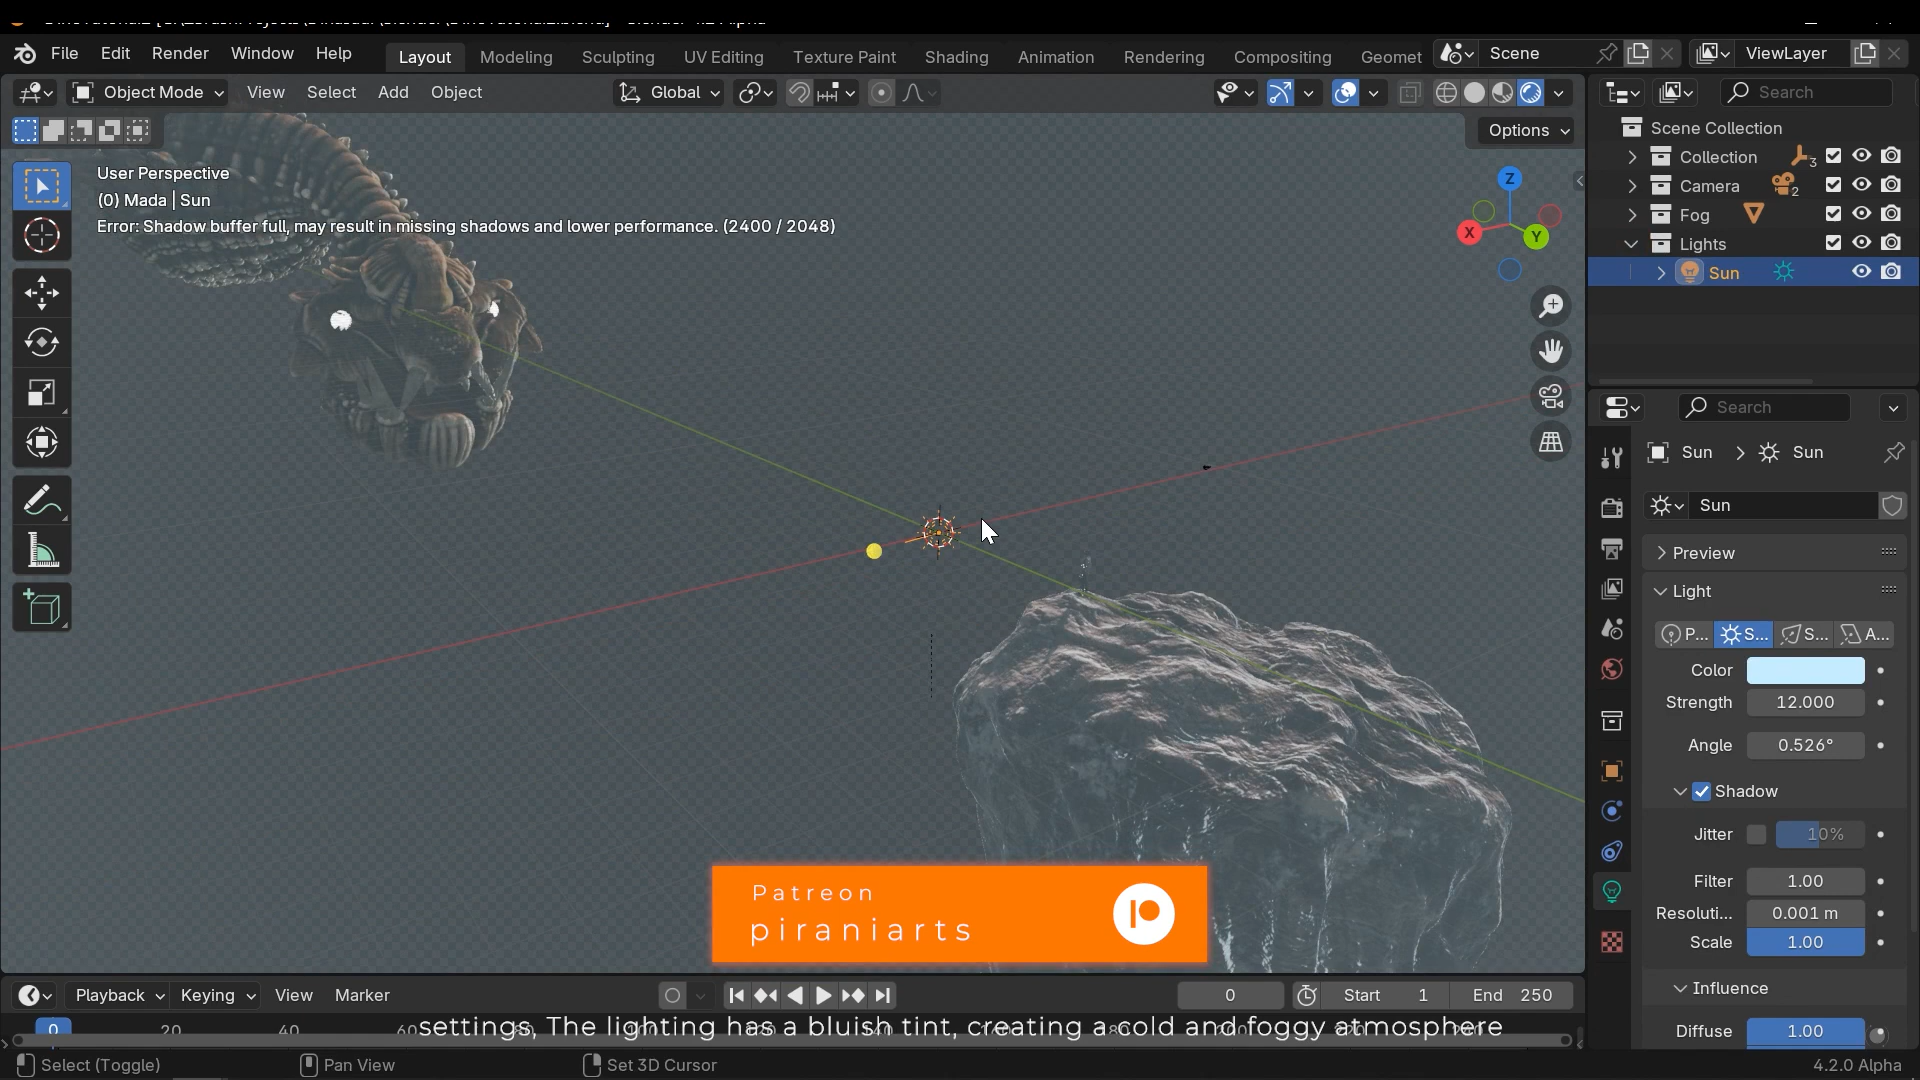 File Edit Render Window Help Layout Modeling Sculpting UV Editing Texture Paint Shading Animation Rendering Compositing Geomet Scene ViewLayer
Object Mode View Select Add Object Global Search
Options
User Perspective
(0) Mada | Sun
Error: Shadow buffer full, may result in missing shadows and lower performance. (2400 / 2048)
Z
X
Y
Scene Collection
Collection 3
Camera 2
Fog
Lights
Sun
Search
Sun > Sun
Sun
Preview
Light
P... S... S... A...
Color
Strength 12.000
Angle 0.526°
Shadow
Jitter 10%
Filter 1.00
Resoluti... 0.001 m
Scale 1.00
Influence
Diffuse 1.00
Patreon
piraniarts
Playback Keying View Marker 0 Start 1 End 250
0 20 40
settings, The lighting has a bluish tint, creating a cold and foggy atmosphere
Select (Toggle) Pan View Set 3D Cursor 4.2.0 Alpha